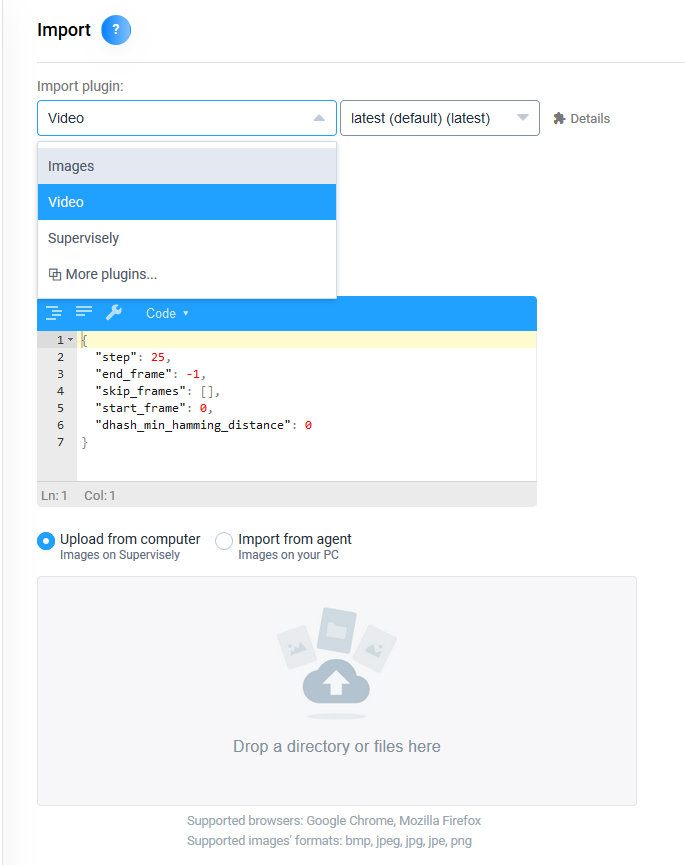 Import ?
Import plugin:
Video latest (default) (latest) Details
Images
Video
Supervisely
More plugins...
Code
1 {
2 "step": 25,
3 "end_frame": -1,
4 "skip_frames": [],
5 "start_frame": 0,
6 "dhash_min_hamming_distance": 0
7 }
Ln: 1 Col: 1
Upload from computer Import from agent
Images on Supervisely Images on your PC
Drop a directory or files here
Supported browsers: Google Chrome, Mozilla Firefox
Supported images' formats: bmp, jpeg, jpg, jpe, png